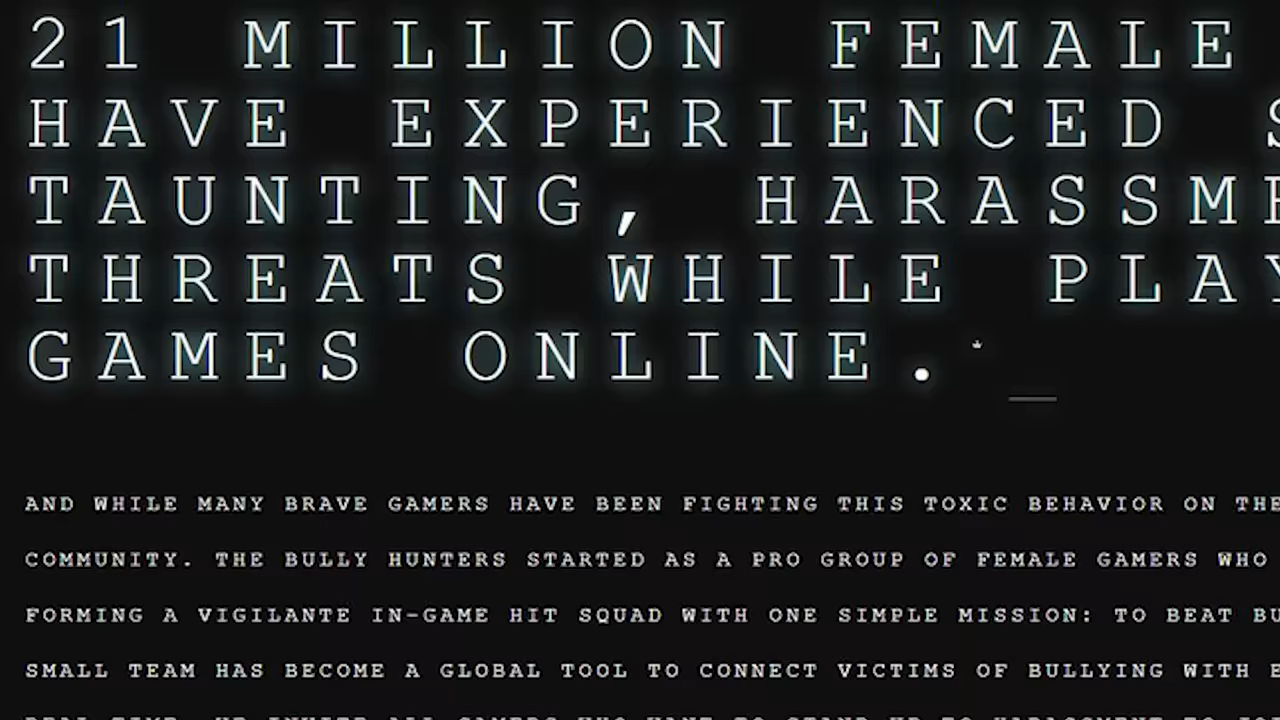 21 MILLION FEMALE
HAVE EXPERIENCED
TAUNTING, HARASSME
THREATS WHILE PLAY
GAMES ONLINE.*
AND WHILE MANY BRAVE GAMERS HAVE BEEN FIGHTING THIS TOXIC BEHAVIOR ON THE
COMMUNITY. THE BULLY HUNTERS STARTED AS A PRO GROUP OF FEMALE GAMERS WHO
FORMING A VIGILANTE IN-GAME HIT SQUAD WITH ONE SIMPLE MISSION: TO BEAT BU
SMALL TEAM HAS BECOME A GLOBAL TOOL TO CONNECT VICTIMS OF BULLYING WITH E